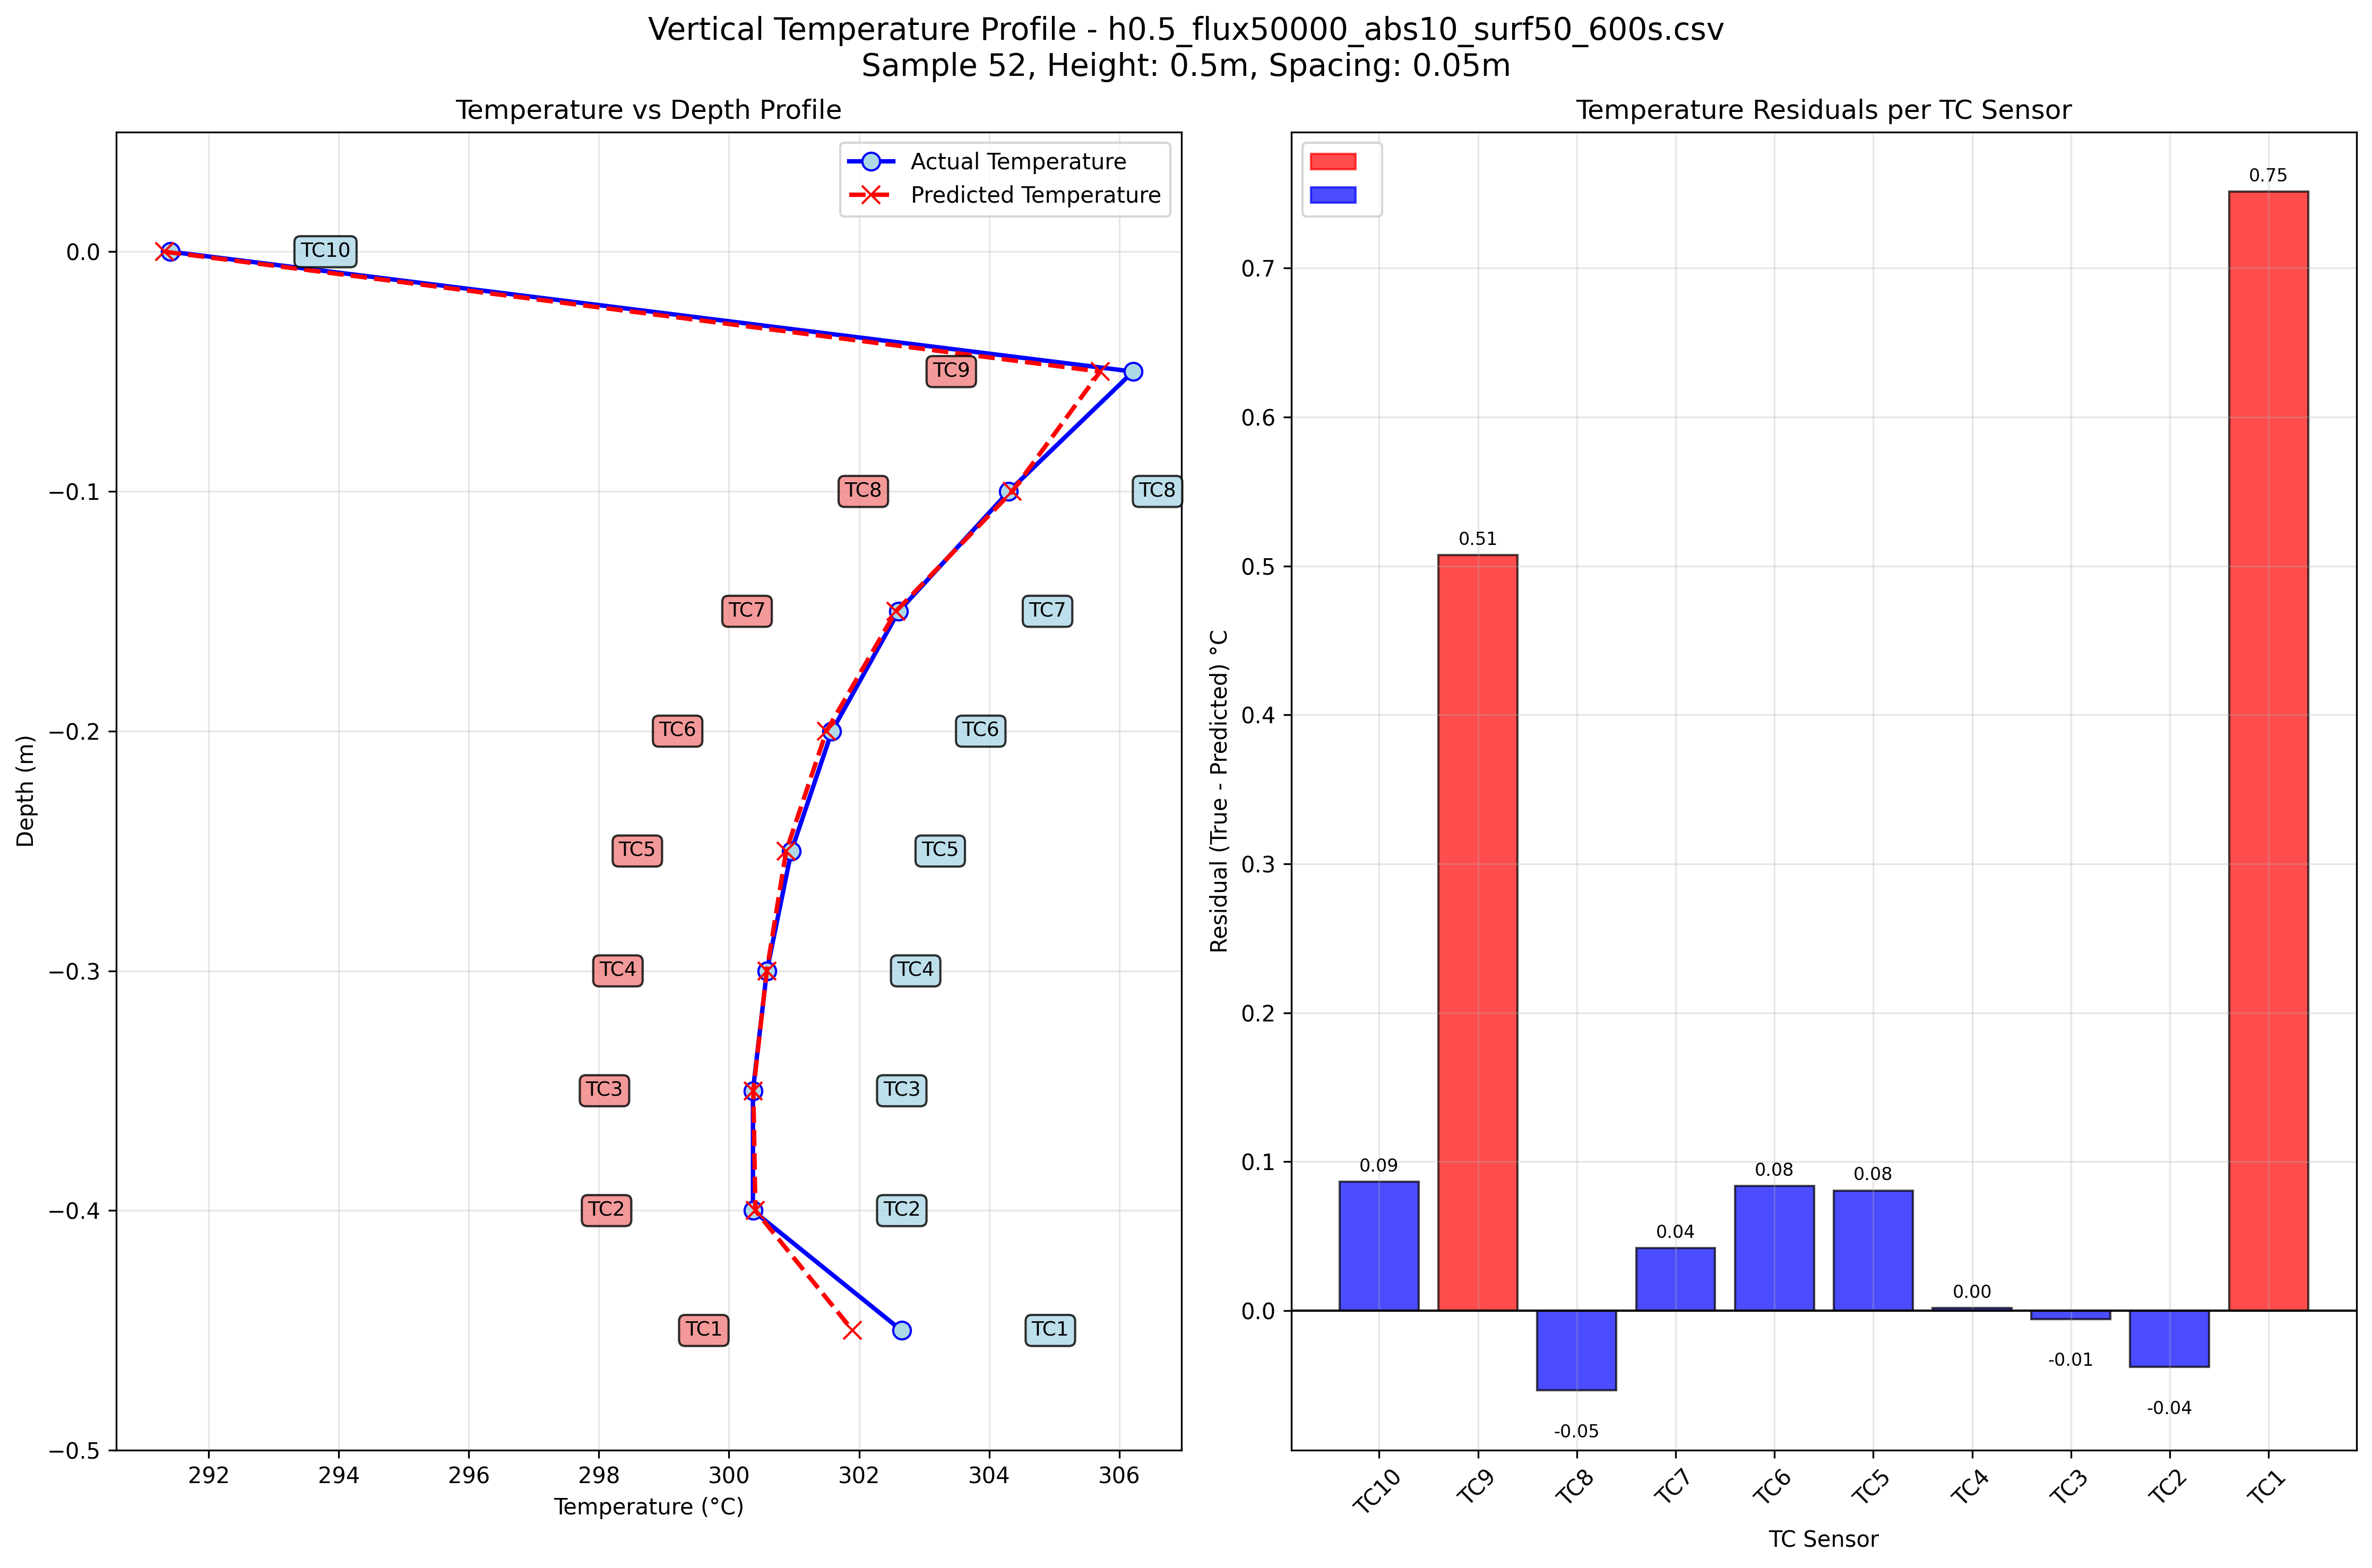 Vertical Temperature Profile - h0.5_flux50000_abs10_surf50_600s.csv
Sample 52, Height: 0.5m, Spacing: 0.05m
Temperature vs Depth Profile
Actual Temperature
Predicted Temperature
TC10
TC9
TC8
TC8
TC7
TC7
TC6
TC6
TC5
TC5
TC4
TC4
TC3
TC3
TC2
TC2
TC1
TC1
0.0
−0.1
−0.2
−0.3
−0.4
−0.5
Depth (m)
292 294 296 298 300 302 304 306
Temperature (°C)
Temperature Residuals per TC Sensor
0.75
0.51
0.09
0.08
0.08
0.04
0.00
-0.01
-0.04
-0.05
0.7
0.6
0.5
0.4
0.3
0.2
0.1
0.0
Residual (True - Predicted) °C
TC10 TC9 TC8 TC7 TC6 TC5 TC4 TC3 TC2 TC1
TC Sensor